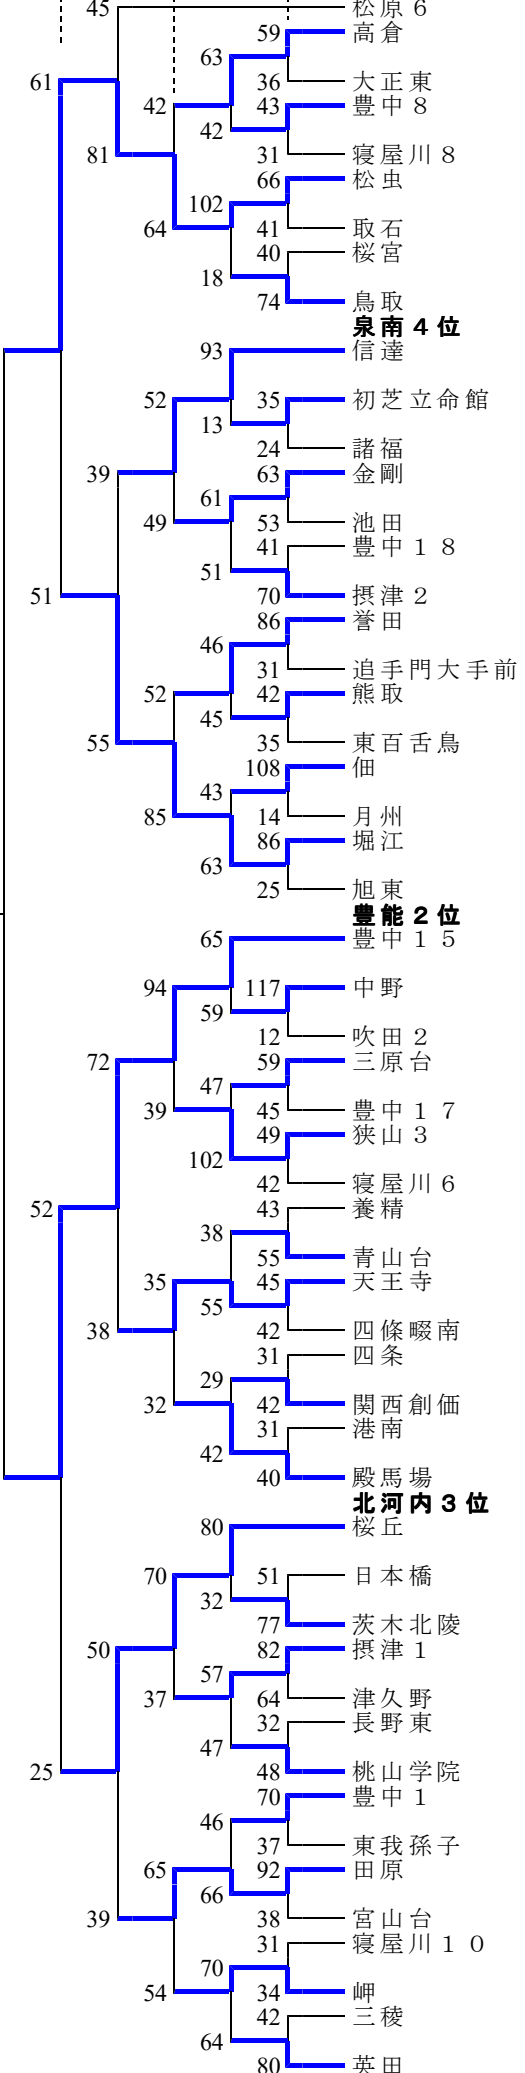 45 松原６
59 高倉
63
61 36 大正東
42 43 豊中８
42
81 31 寝屋川８
66 松虫
102
64 41 取石
40 桜宮
18
74 鳥取
泉南４位
93 信達
52 35 初芝立命館
13
24 諸福
39 63 金剛
61
49 53 池田
41 豊中１８
51
51 70 摂津２
86 誉田
46
31 追手門大手前
52 42 熊取
45
55 35 東百舌鳥
108 佃
43
85 14 月州
86 堀江
63
25 旭東
豊能２位
65 豊中１５
94 117 中野
59
12 吹田２
72 59 三原台
47
39 45 豊中１７
49 狭山３
102
42 寝屋川６
52 43 養精
38
55 青山台
35 45 天王寺
55
38 42 四條畷南
31 四条
29
32 42 関西創価
31 港南
42
40 殿馬場
北河内３位
80 桜丘
70 51 日本橋
32
77 茨木北陵
50 82 摂津１
57
37 64 津久野
32 長野東
47
25 48 桃山学院
70 豊中１
46
37 東我孫子
65 92 田原
66
39 38 宮山台
31 寝屋川１０
70
54 34 岬
42 三稜
64
80 英田